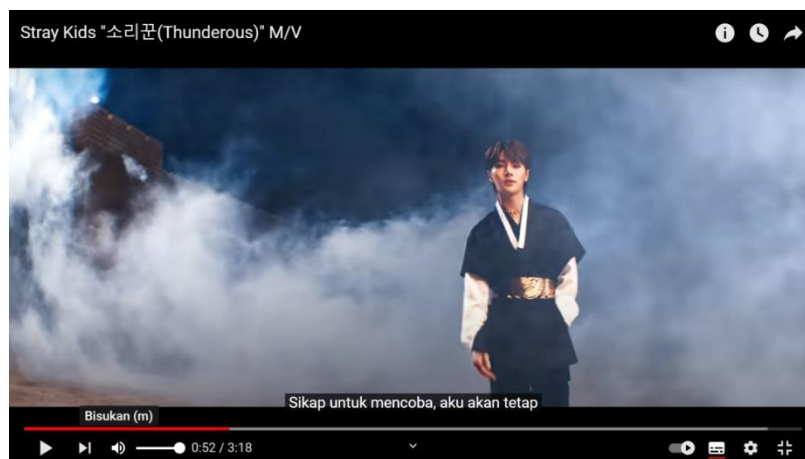 Stray Kids "소리꾼(Thunderous)" M/V
Sikap untuk mencoba, aku akan tetap
Bisukan (m)
0:52 / 3:18